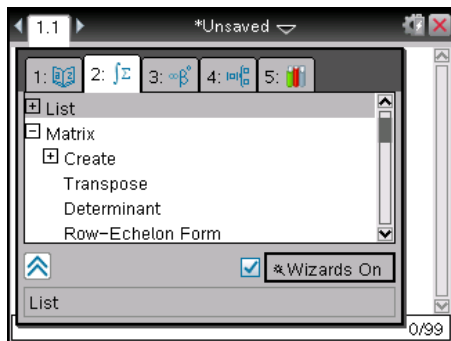 1.1 *Unsaved
1: 2: ∫Σ 3: ∞β° 4: 5:
List
Matrix
Create
Transpose
Determinant
Row-Echelon Form
Wizards On
List
0/99